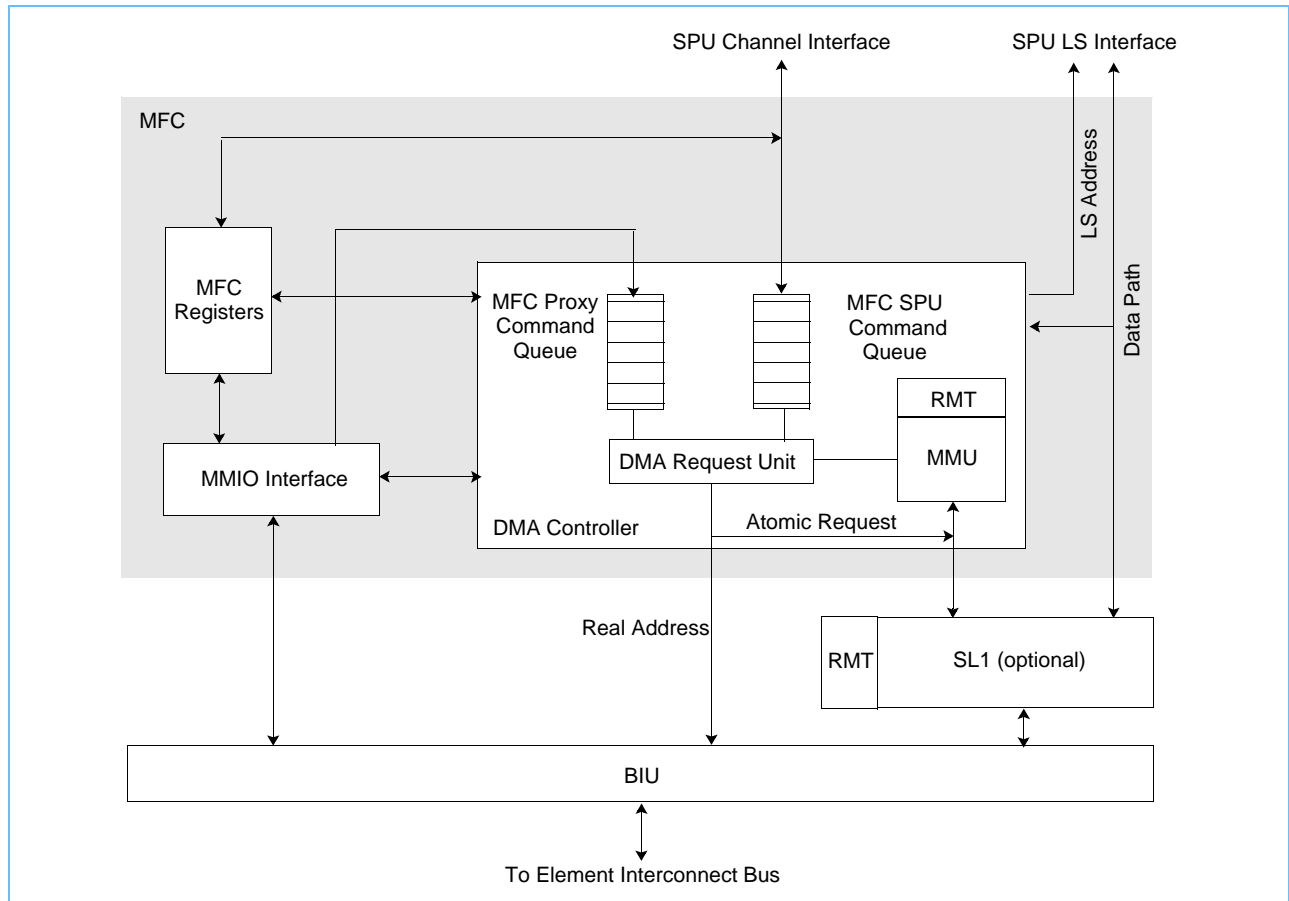 SPU Channel Interface
SPU LS Interface
MFC
LS Address
Data Path
MFC
Registers
MFC Proxy
Command
Queue
MFC SPU
Command
Queue
RMT
MMU
DMA Request Unit
MMIO Interface
Atomic Request
DMA Controller
Real Address
RMT
SL1 (optional)
BIU
To Element Interconnect Bus